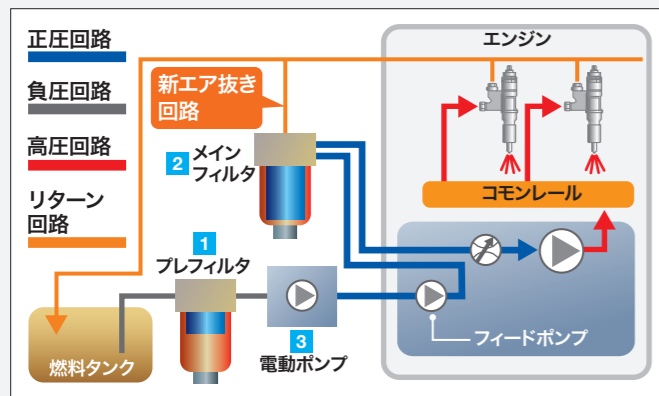 正圧回路
負圧回路
高圧回路
リターン
回路
新エア抜き
回路
エンジン
2 メイン
フィルタ
コモンレール
1
プレフィルタ
3
電動ポンプ
フィードポンプ
燃料タンク